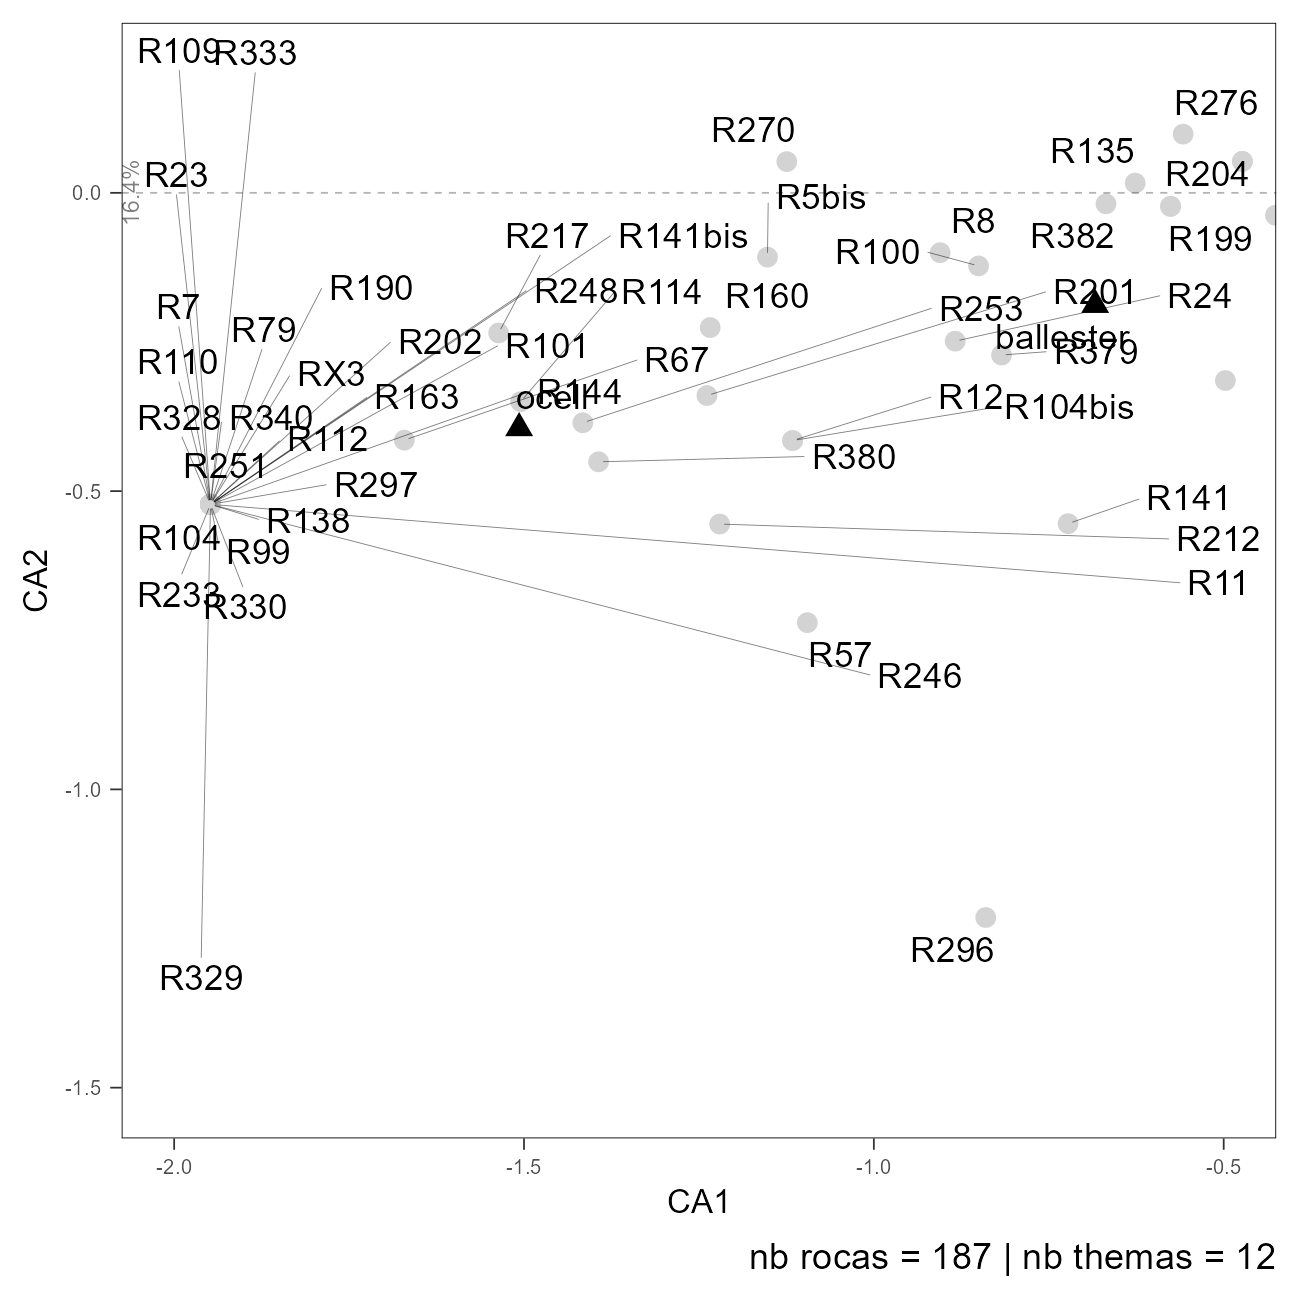 R109
R333
R276
R270
R135
R23
R204
16.4%
0.0
R5bis
R8
R217
R141bis
R382
R199
R100
R190
R248
R114
R160
R201
R24
R7
R253
R79
R202
R101
ballester
R379
R110
RX3
R67
R163
ocell
R144
R12
R104bis
R328
R340
R112
R380
R251
R297
-0.5
R141
R138
R104
R99
R212
CA2
R11
R233
R330
R57
R246
-1.0
R296
R329
-1.5
-2.0
-1.5
-1.0
-0.5
CA1
nb rocas = 187 | nb themas = 12